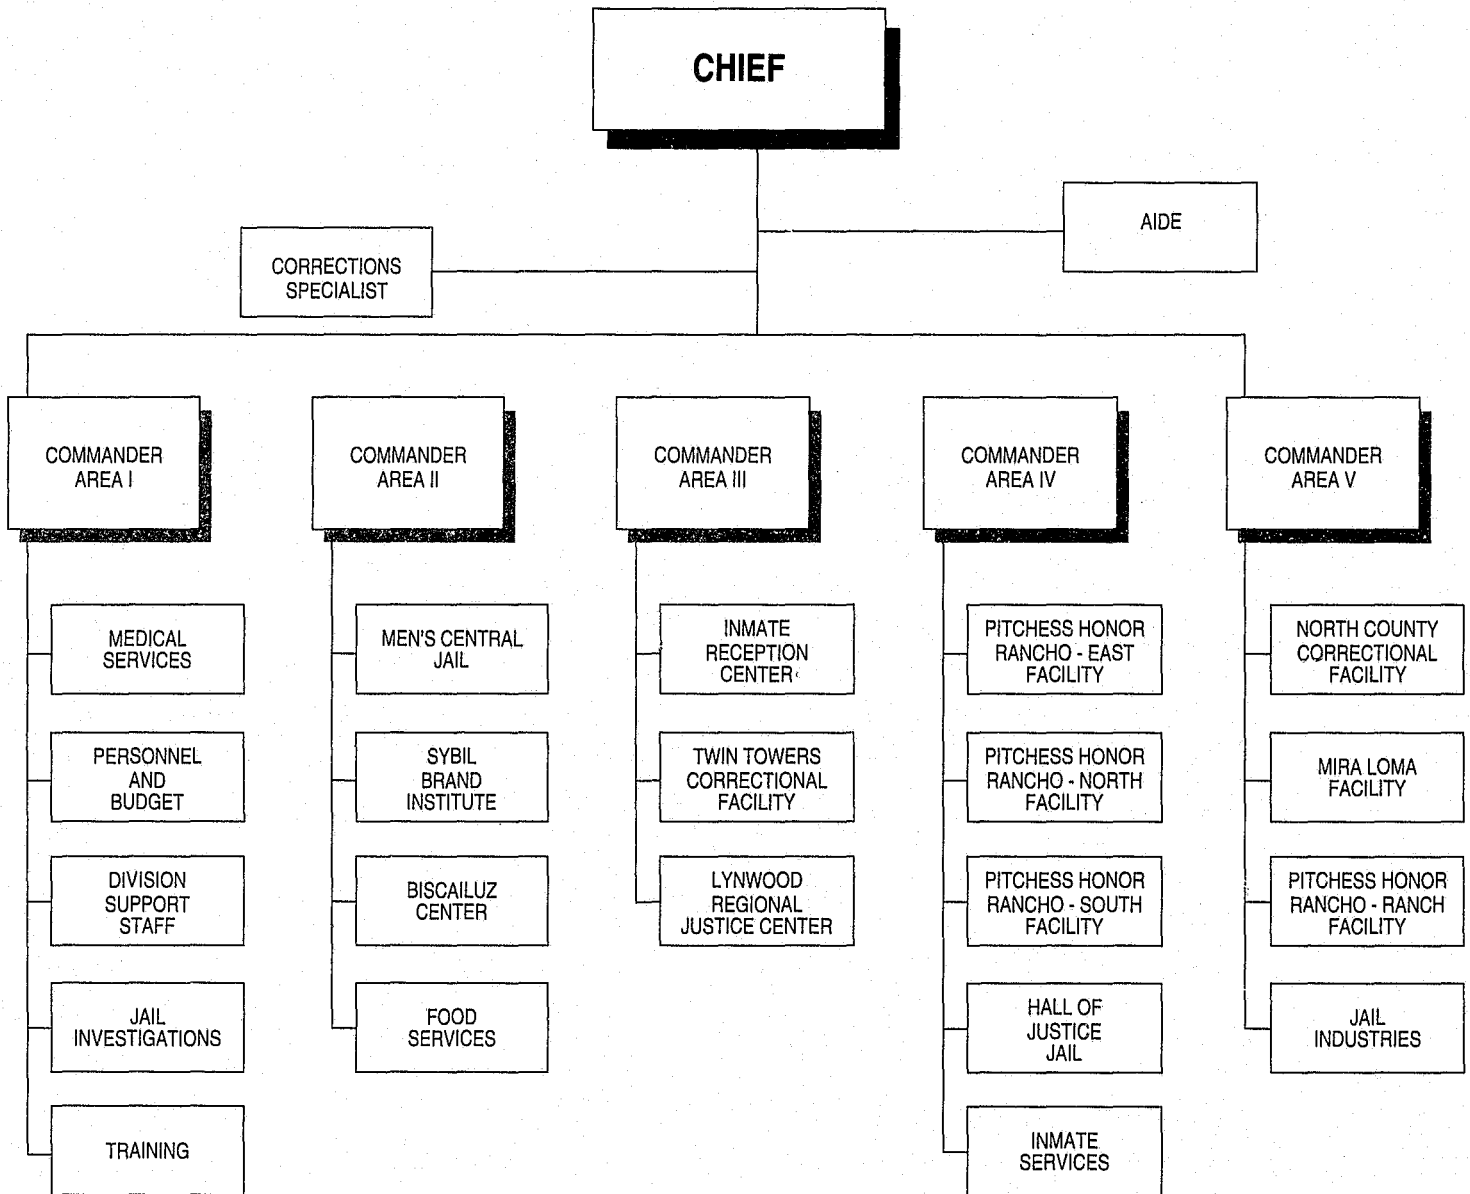 CHIEF
AIDE
CORRECTIONS
SPECIALIST
COMMANDER
AREA I
COMMANDER
AREA II
COMMANDER
AREA III
COMMANDER
AREA IV
COMMANDER
AREA V
MEDICAL
SERVICES
PERSONNEL
AND
BUDGET
DIVISION
SUPPORT
STAFF
JAIL
INVESTIGATIONS
TRAINING
MEN'S CENTRAL
JAIL
SYBIL
BRAND
INSTITUTE
BISCAILUZ
CENTER
FOOD
SERVICES
INMATE
RECEPTION
CENTER
TWIN TOWERS
CORRECTIONAL
FACILITY
LYNWOOD
REGIONAL
JUSTICE CENTER
PITCHESS HONOR
RANCHO - EAST
FACILITY
PITCHESS HONOR
RANCHO - NORTH
FACILITY
PITCHESS HONOR
RANCHO - SOUTH
FACILITY
HALL OF
JUSTICE
JAIL
INMATE
SERVICES
NORTH COUNTY
CORRECTIONAL
FACILITY
MIRA LOMA
FACILITY
PITCHESS HONOR
RANCHO - RANCH
FACILITY
JAIL
INDUSTRIES